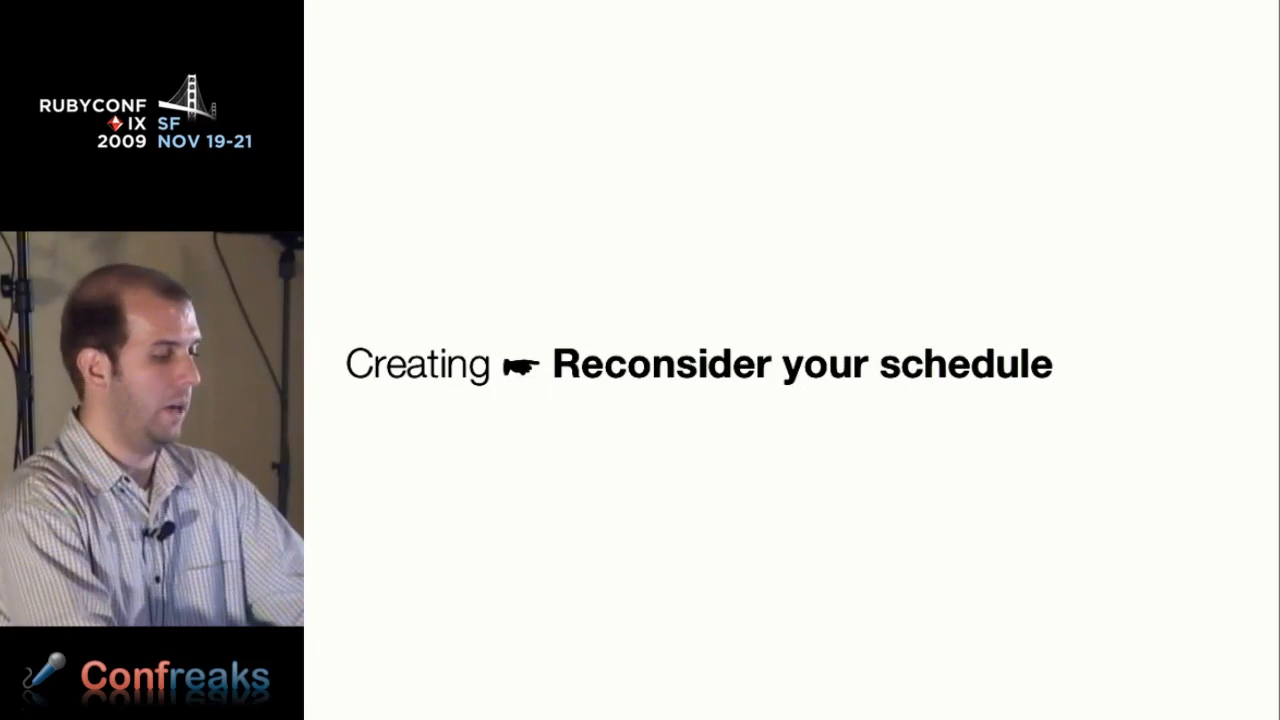 RUBYCONF
IX SF
2009 NOV 19-21
Creating ☛ Reconsider your schedule
Confreaks